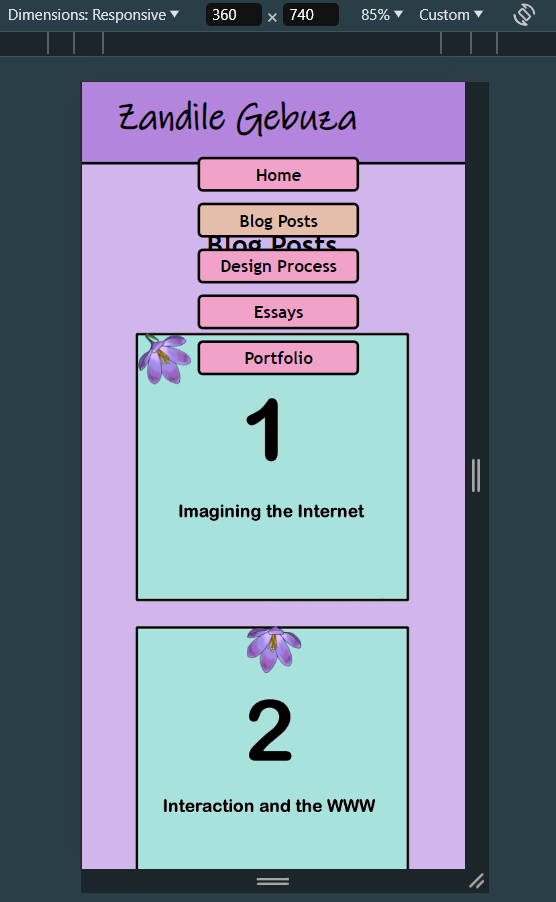 Dimensions: Responsive 360 × 740 85% Custom
Zandile Gebuza
Home
Blog Posts
Blog Posts
Design Process
Essays
Portfolio
1
Imagining the Internet
2
Interaction and the WWW